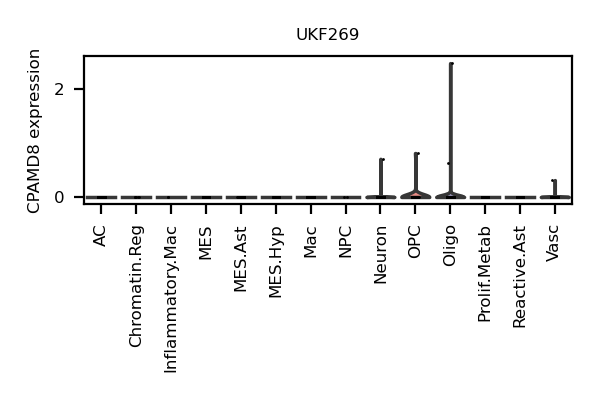 UKF269
CPAMD8 expression
2
0
AC
Chromatin.Reg
Inflammatory.Mac
MES
MES.Ast
MES.Hyp
Mac
NPC
Neuron
OPC
Oligo
Prolif.Metab
Reactive.Ast
Vasc